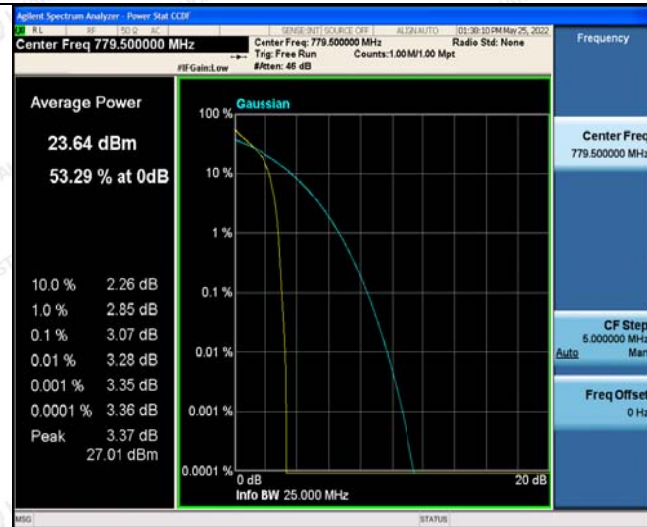 Agilent Spectrum Analyzer - Power Stat CCDF
RL RF 50 Ω AC SENSE:INT SOURCE OFF ALIGN AUTO 01:38:10 PM May 25, 2022
Center Freq 779.500000 MHz
Center Freq: 779.500000 MHz
Radio Std: None
Trig: Free Run
Counts:1.00 M/1.00 Mpt
#IFGain:Low
#Atten: 46 dB
Frequency
Average Power
23.64 dBm
53.29 % at 0dB
10.0 % 2.26 dB
1.0 % 2.85 dB
0.1 % 3.07 dB
0.01 % 3.28 dB
0.001 % 3.35 dB
0.0001 % 3.36 dB
Peak 3.37 dB
27.01 dBm
Gaussian
100 %
10 %
1 %
0.1 %
0.01 %
0.001 %
0.0001 %
0 dB
20 dB
Info BW 25.000 MHz
Center Freq
779.500000 MHz
CF Step
5.000000 MHz
Auto Man
Freq Offset
0 Hz
MSG
STATUS